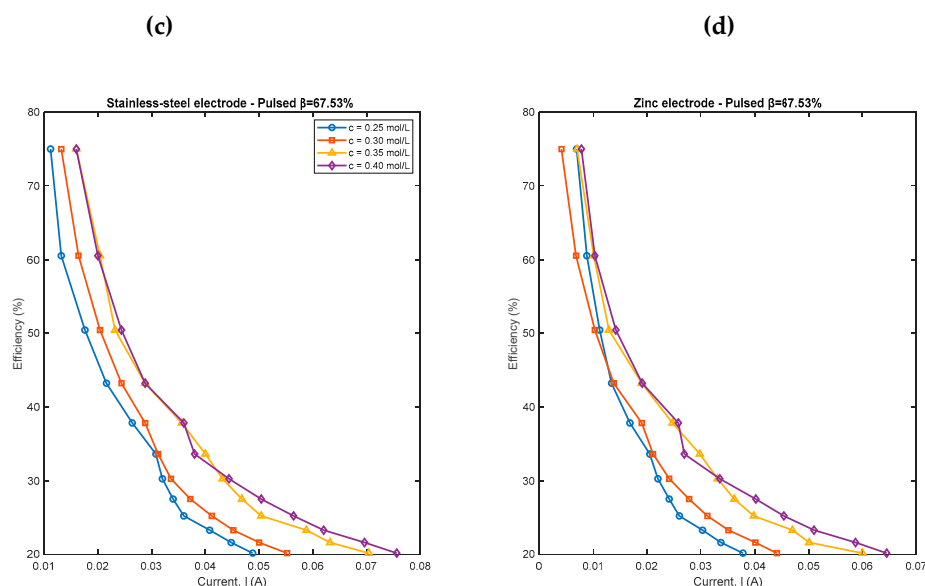 (c)
(d)
Stainless-steel electrode - Pulsed β=67.53%
c = 0.25 mol/L
c = 0.30 mol/L
c = 0.35 mol/L
c = 0.40 mol/L
Efficiency (%)
80
70
60
50
40
30
20
0.01
0.02
0.03
0.04
0.05
0.06
0.07
0.08
Current, I (A)
Zinc electrode - Pulsed β=67.53%
Efficiency (%)
80
70
60
50
40
30
20
0
0.01
0.02
0.03
0.04
0.05
0.06
0.07
Current, I (A)